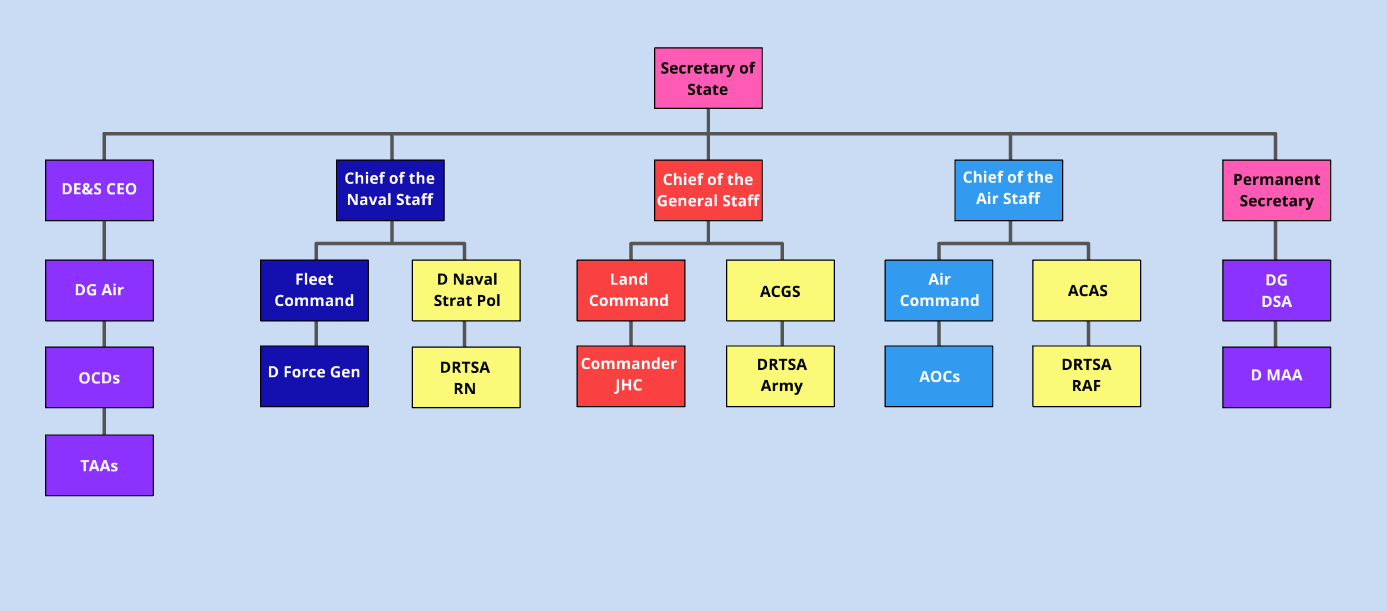 Secretary of
State
DE&S CEO
Chief of the
Naval Staff
Chief of the
General Staff
Chief of the
Air Staff
Permanent
Secretary
DG Air
Fleet
Command
D Naval
Strat Pol
Land
Command
ACGS
Air
Command
ACAS
DG
DSA
OCDs
D Force Gen
DRTSA
RN
Commander
JHC
DRTSA
Army
AOCs
DRTSA
RAF
D MAA
TAAs